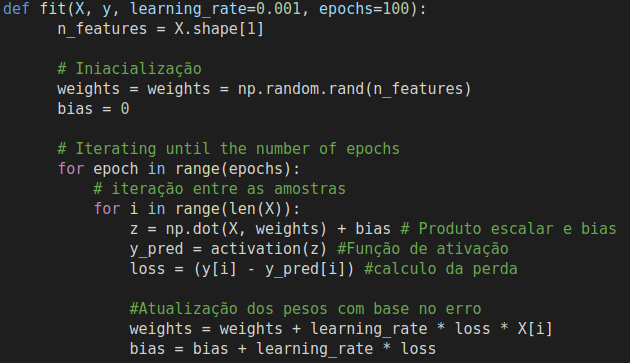 def fit(X, y, learning_rate=0.001, epochs=100):
n_features = X.shape[1]
# Iniacialização
weights = weights = np.random.rand(n_features)
bias = 0
# Iterating until the number of epochs
for epoch in range(epochs):
# iteração entre as amostras
for i in range(len(X)):
z = np.dot(X, weights) + bias # Produto escalar e bias
y_pred = activation(z) #Função de ativação
loss = (y[i] - y_pred[i]) #calculo da perda
#Atualização dos pesos com base no erro
weights = weights + learning_rate * loss * X[i]
bias = bias + learning_rate * loss